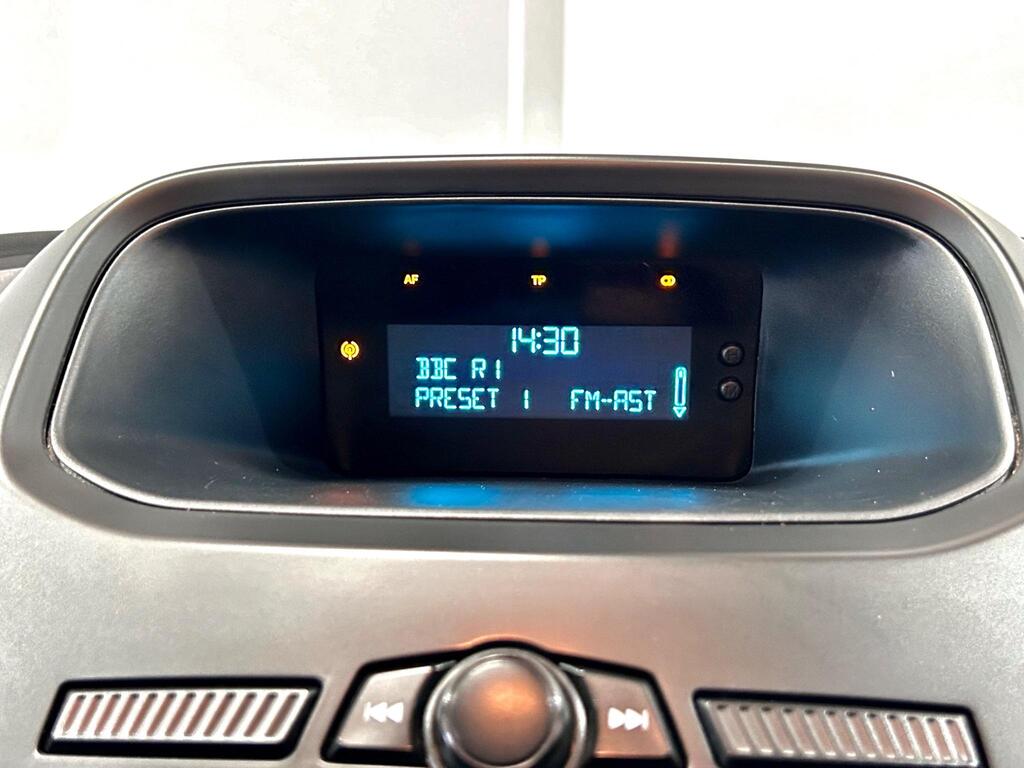 AF TP
14:30
BBC R1
PRESET 1 FM-AST
H
M